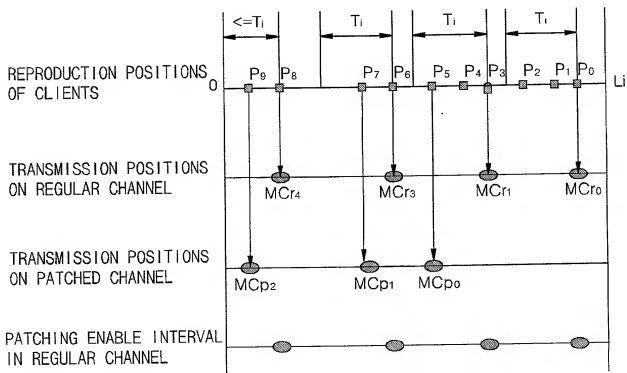 <=Ti Ti Ti Ti
REPRODUCTION POSITIONS
OF CLIENTS
0 P9 P8 P7 P6 P5 P4 P3 P2 P1 P0 Li
TRANSMISSION POSITIONS
ON REGULAR CHANNEL
MCr4 MCr3 MCr1 MCr0
TRANSMISSION POSITIONS
ON PATCHED CHANNEL
MCp2 MCp1 MCp0
PATCHING ENABLE INTERVAL
IN REGULAR CHANNEL